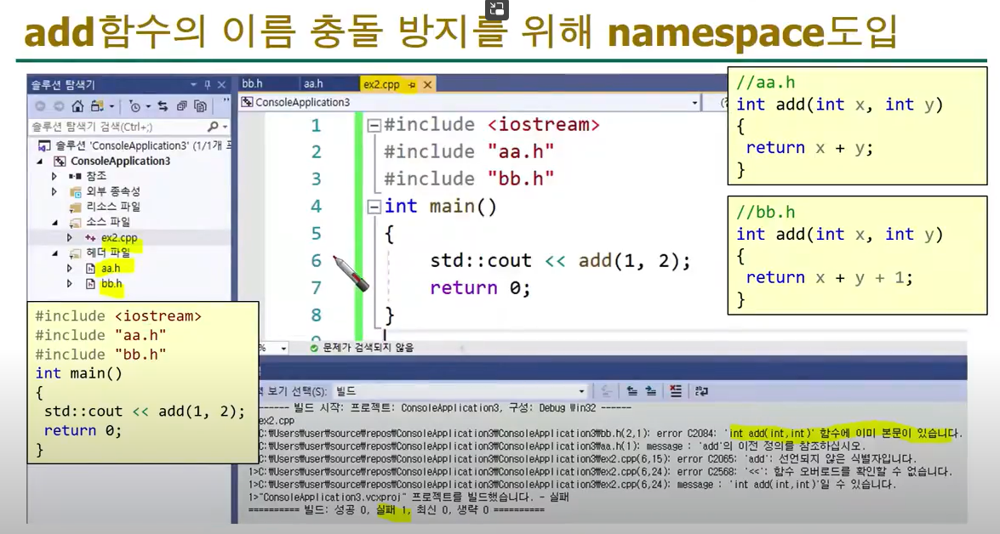 add함수의 이름 충돌 방지를 위해 namespace도입
솔루션 탐색기
솔루션 탐색기 검색(Ctrl+;)
솔루션 'ConsoleApplication3' (1/1개
ConsoleApplication3
참조
외부 종속성
리소스 파일
소스 파일
ex2.cpp
헤더 파일
aa.h
bb.h
bb.h aa.h ex2.cpp
ConsoleApplication3
1 #include <iostream>
2 #include "aa.h"
3 #include "bb.h"
4 int main()
5 {
6 std::cout << add(1, 2);
7 return 0;
8 }
9
% 문제가 검색되지 않음
//aa.h
int add(int x, int y)
{
return x + y;
}
//bb.h
int add(int x, int y)
{
return x + y + 1;
}
#include <iostream>
#include "aa.h"
#include "bb.h"
int main()
{
std::cout << add(1, 2);
return 0;
}
보기 선택(S): 빌드
------ 빌드 시작: 프로젝트: ConsoleApplication3, 구성: Debug Win32 ------
ex2.cpp
C:₩Users₩user₩source₩repos₩ConsoleApplication3₩ConsoleApplication3₩bb.h(2,1): error C2084: 'int add(int,int)' 함수에 이미 본문이 있습니다.
C:₩Users₩user₩source₩repos₩ConsoleApplication3₩ConsoleApplication3₩aa.h(1): message : 'add'의 이전 정의를 참조하십시오.
C:₩Users₩user₩source₩repos₩ConsoleApplication3₩ConsoleApplication3₩ex2.cpp(6,15): error C2065: 'add': 선언되지 않은 식별자입니다.
1>C:₩Users₩user₩source₩repos₩ConsoleApplication3₩ConsoleApplication3₩ex2.cpp(6,24): error C2568: '<<': 함수 오버로드를 확인할 수 없습니다.
1>C:₩Users₩user₩source₩repos₩ConsoleApplication3₩ConsoleApplication3₩ex2.cpp(6,24): message : 'int add(int,int)'일 수 있습니다.
1>"ConsoleApplication3.vcxproj" 프로젝트를 빌드했습니다. - 실패
========== 빌드: 성공 0, 실패 1, 최신 0, 생략 0 ==========